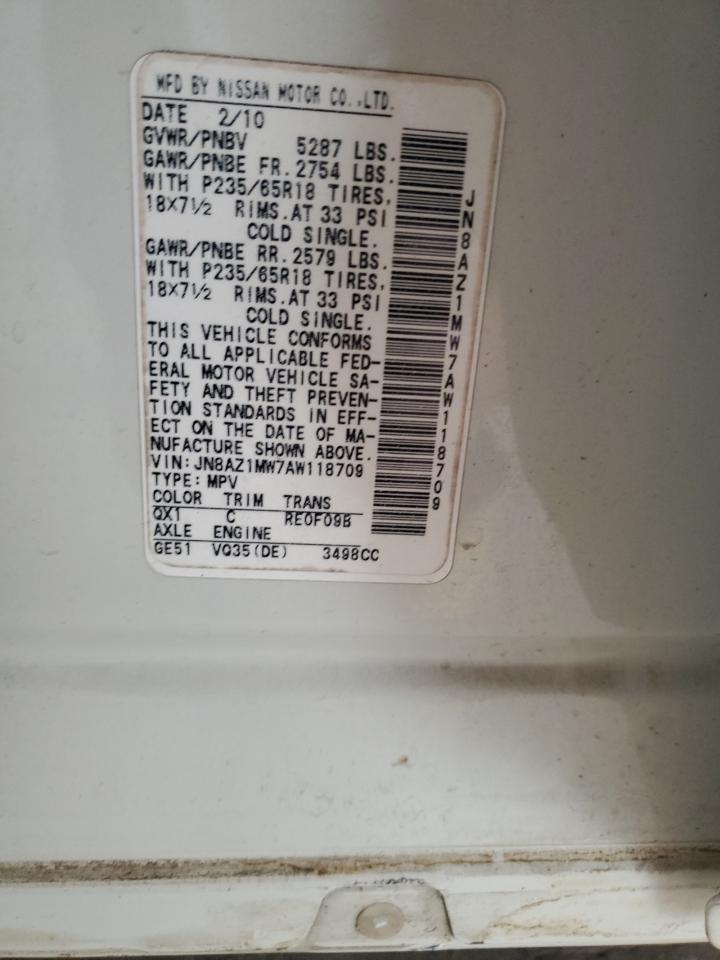 MFD BY NISSAN MOTOR CO.,LTD.
DATE 2/10
GVWR/PNBV 5287 LBS.
GAWR/PNBE FR. 2754 LBS.
WITH P235/65R18 TIRES,
18X7½ RIMS.AT 33 PSI
COLD SINGLE.
GAWR/PNBE RR. 2579 LBS.
WITH P235/65R18 TIRES,
18X7½ RIMS.AT 33 PSI
COLD SINGLE.
THIS VEHICLE CONFORMS
TO ALL APPLICABLE FED-
ERAL MOTOR VEHICLE SA-
FETY AND THEFT PREVEN-
TION STANDARDS IN EFF-
ECT ON THE DATE OF MA-
NUFACTURE SHOWN ABOVE.
VIN:JN8AZ1MW7AW118709
TYPE:MPV
COLOR TRIM TRANS
QX1 C RE0F09B
AXLE ENGINE
GE51 VQ35(DE) 3498CC
JN8AZ1MW7AW118709